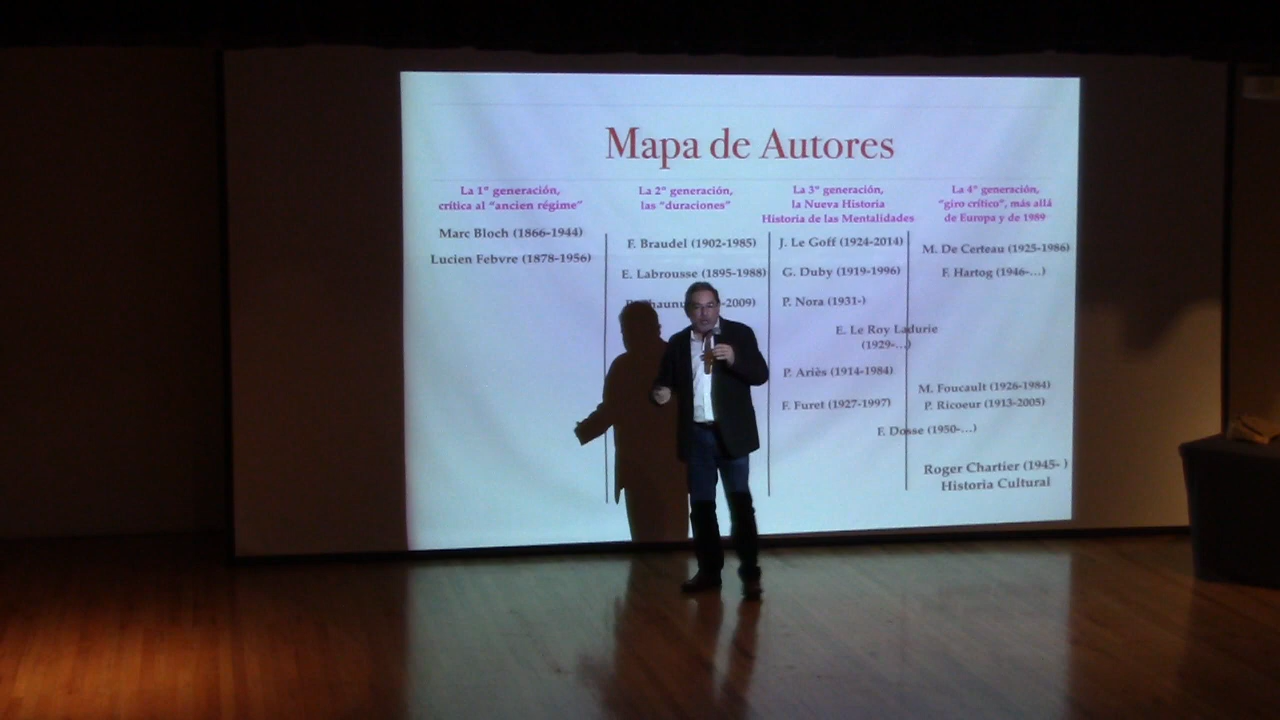 Mapa de Autores
La 1ª generación,
crítica al “ancien régime”
Marc Bloch (1866-1944)
Lucien Febvre (1878-1956)
La 2ª generación,
las “duraciones”
F. Braudel (1902-1985)
E. Labrousse (1895-1988)
-2009)
La 3ª generación,
la Nueva Historia
Historia de las Mentalidades
J. Le Goff (1924-2014)
G. Duby (1919-1996)
P. Nora (1931-)
E. Le Roy Ladurie
(1929-...)
P. Ariès (1914-1984)
F. Furet (1927-1997)
La 4ª generación,
“giro crítico”, más allá
de Europa y de 1989
M. De Certeau (1925-1986)
F. Hartog (1946-...)
M. Foucault (1926-1984)
P. Ricoeur (1913-2005)
F. Dosse (1950-...)
Roger Chartier (1945- )
Historia Cultural